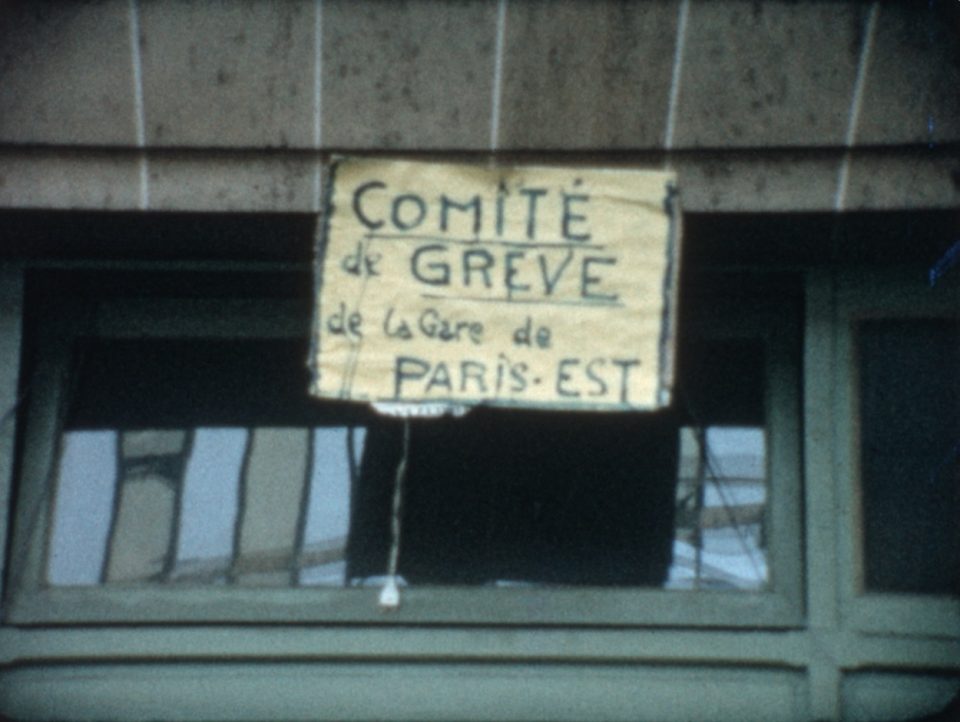 COMITÉ
de GREVE
de la Gare de
PARIS. EST